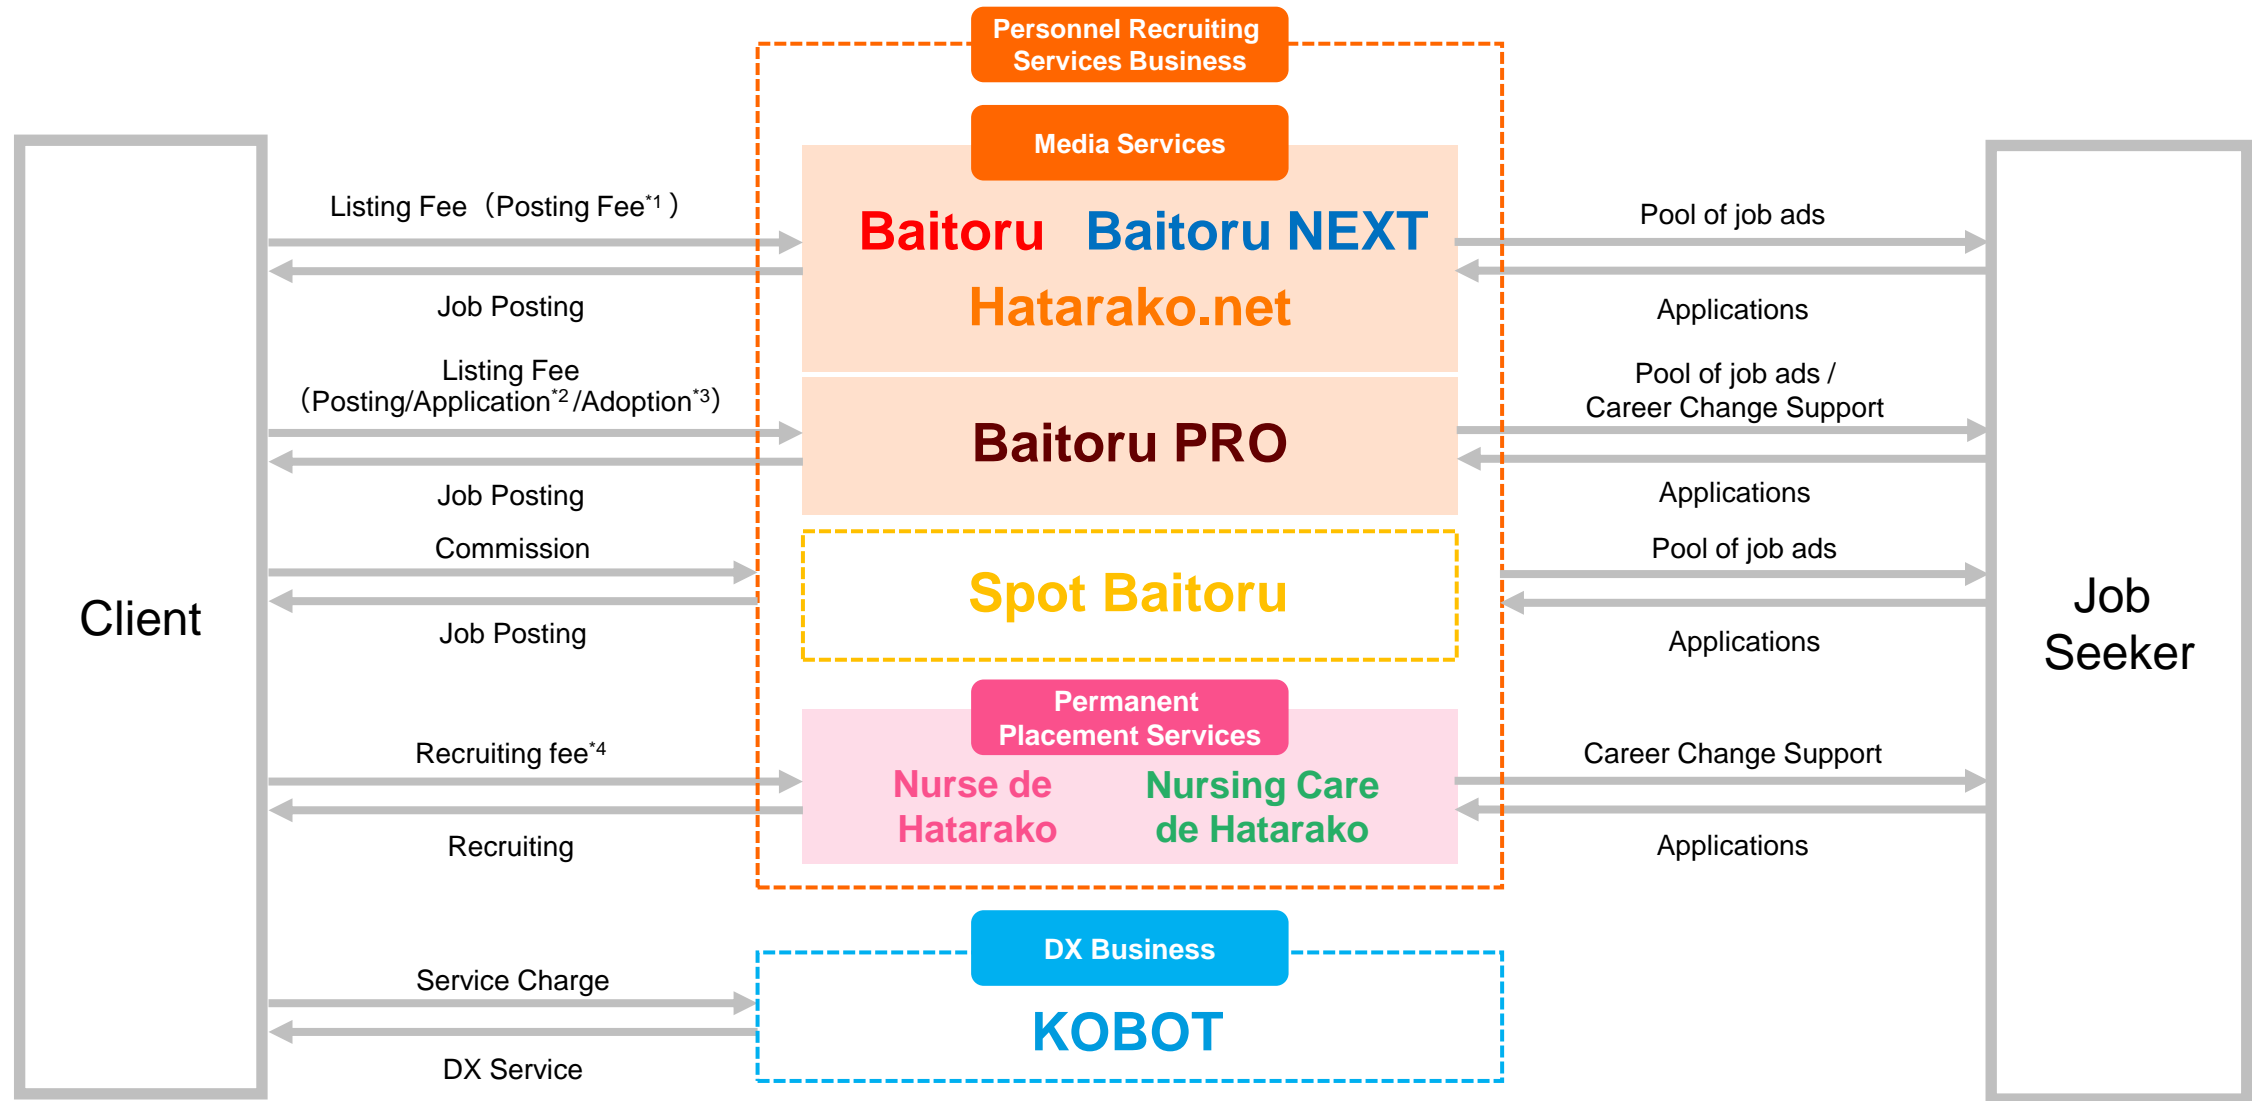 Personnel Recruiting
Services Business
Media Services
Client
Listing Fee（Posting Fee*1）
Job Posting
Baitoru Baitoru NEXT
Hatarako.net
Pool of job ads
Applications
Listing Fee
（Posting/Application*2/Adoption*3）
Job Posting
Baitoru PRO
Pool of job ads /
Career Change Support
Applications
Commission
Job Posting
Spot Baitoru
Pool of job ads
Applications
Job
Seeker
Permanent
Placement Services
Recruiting fee*4
Recruiting
Nurse de
Hatarako
Nursing Care
de Hatarako
Career Change Support
Applications
DX Business
Service Charge
DX Service
KOBOT